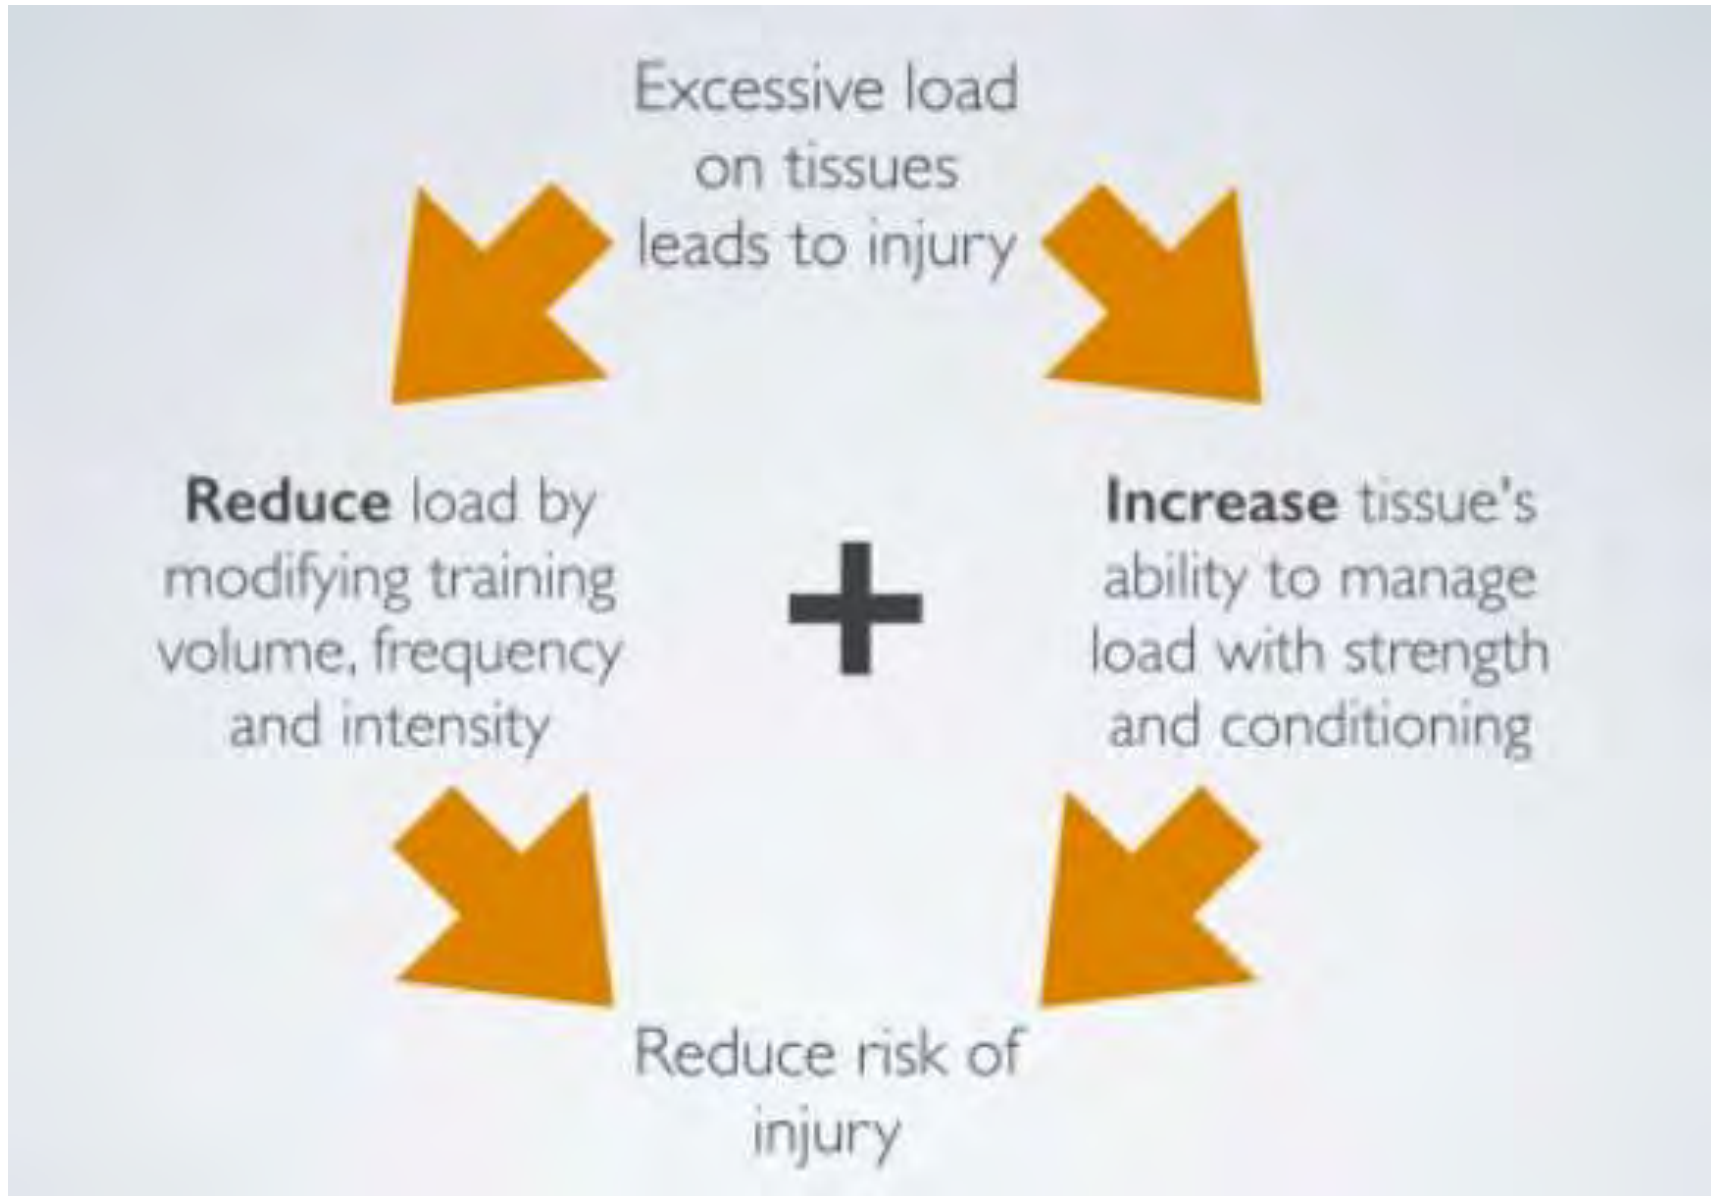 Excessive load
on tissues
leads to injury
Reduce load by
modifying training
volume, frequency
and intensity
+
Increase tissue's
ability to manage
load with strength
and conditioning
Reduce risk of
injury